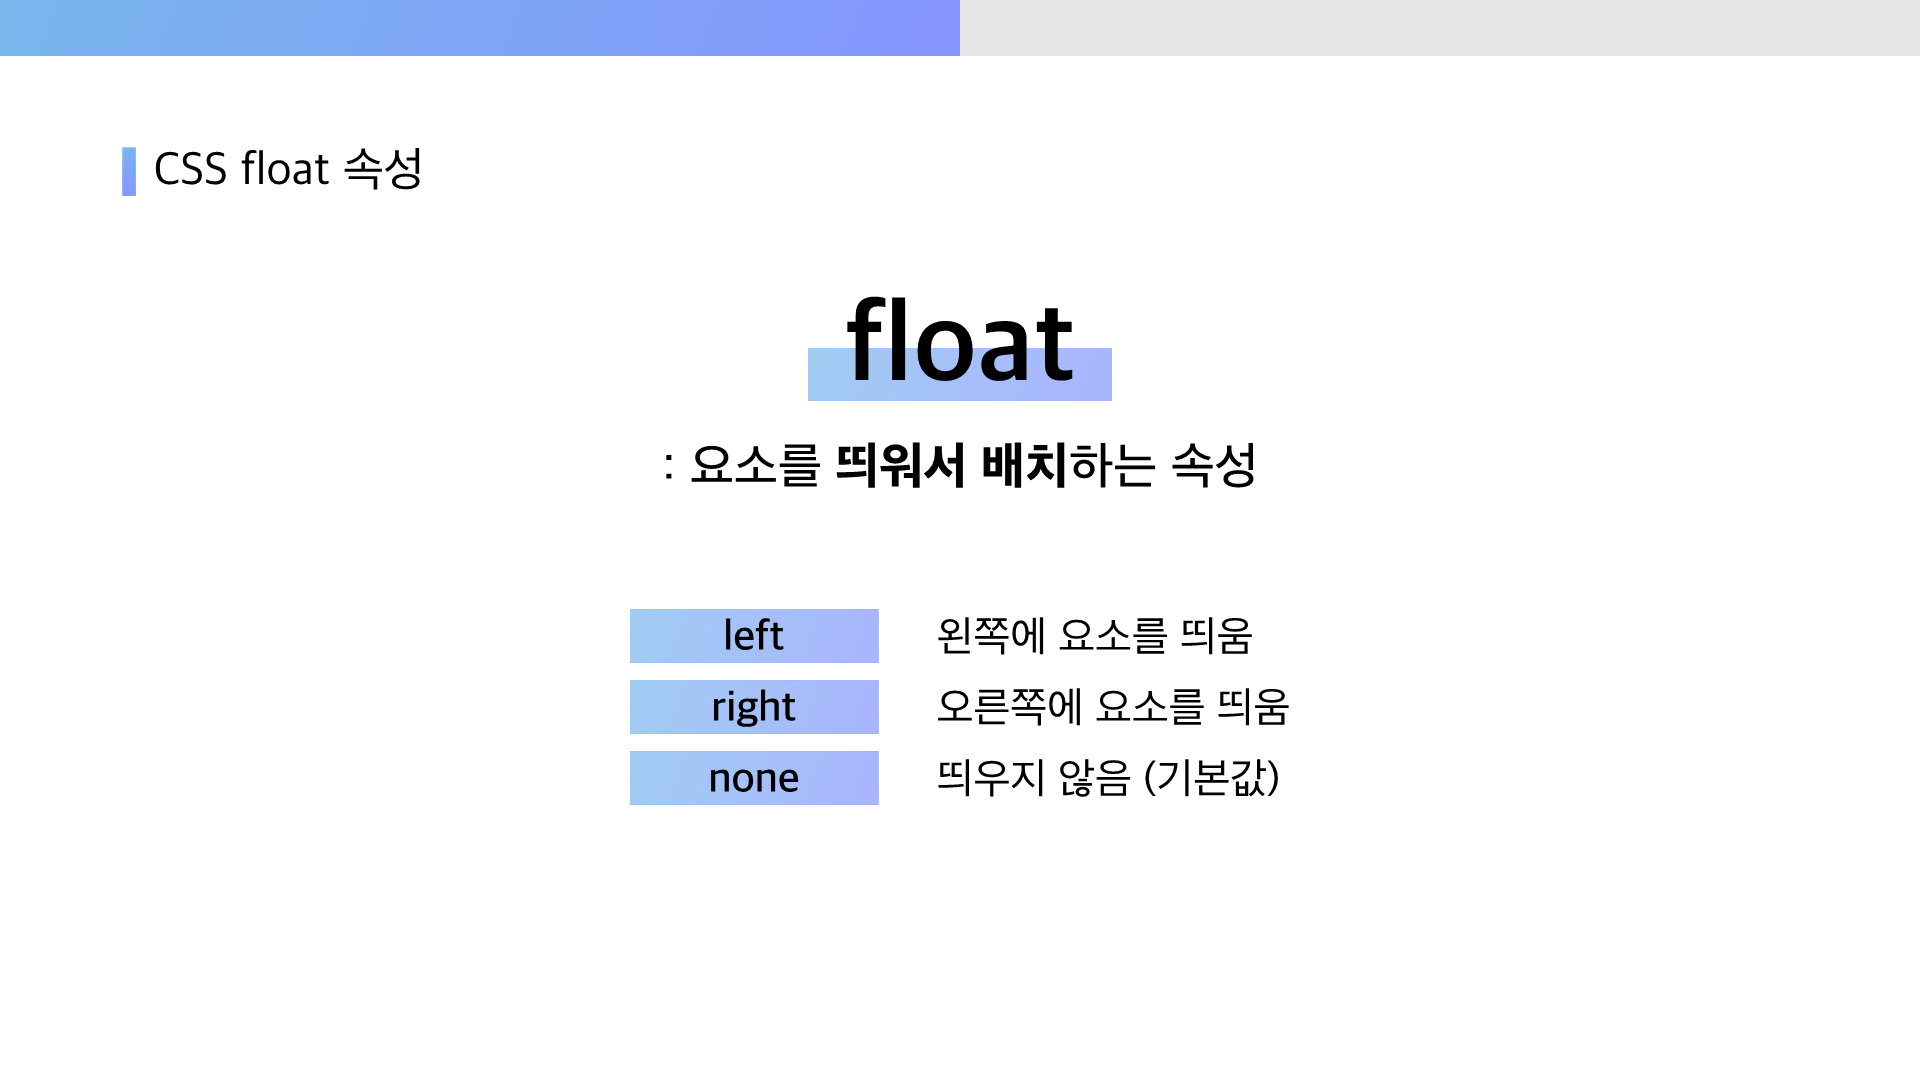 CSS float 속성
float
: 요소를 띄워서 배치하는 속성
left 왼쪽에 요소를 띄움
right 오른쪽에 요소를 띄움
none 띄우지 않음 (기본값)